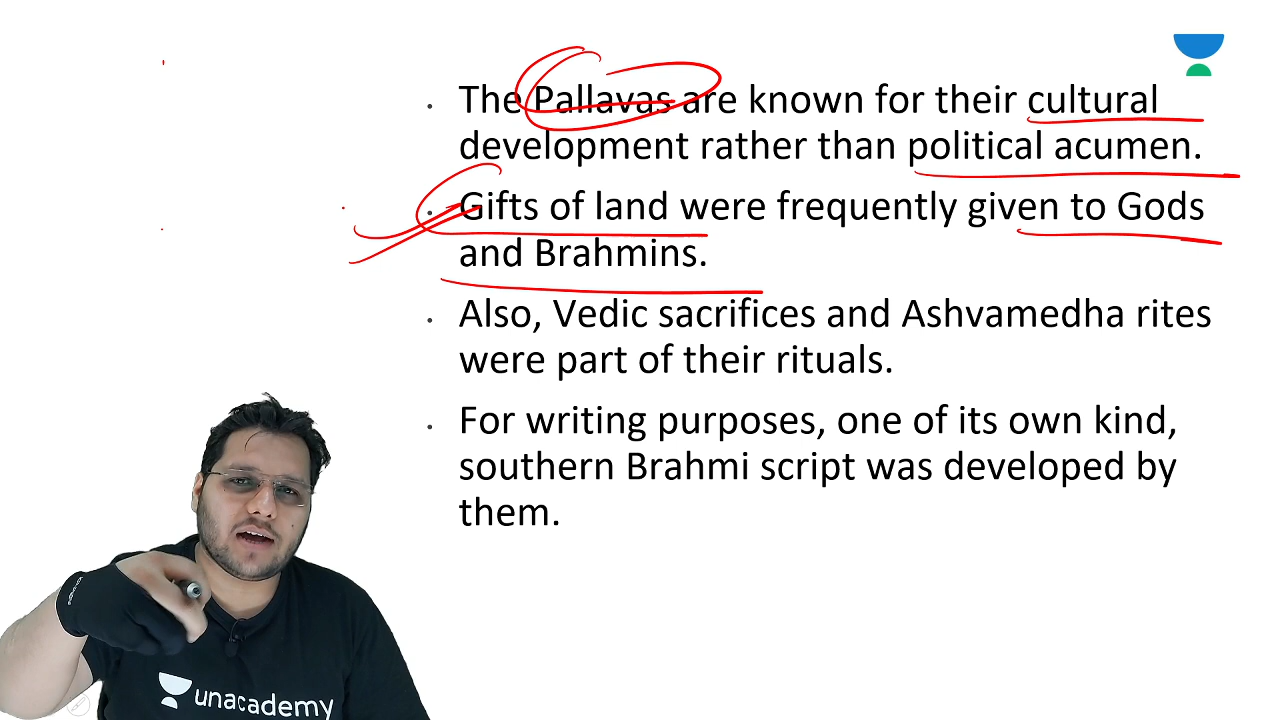 The Pallavas are known for their cultural
development rather than political acumen.
Gifts of land were frequently given to Gods
and Brahmins.
Also, Vedic sacrifices and Ashvamedha rites
were part of their rituals.
For writing purposes, one of its own kind,
southern Brahmi script was developed by
them.
unacademy